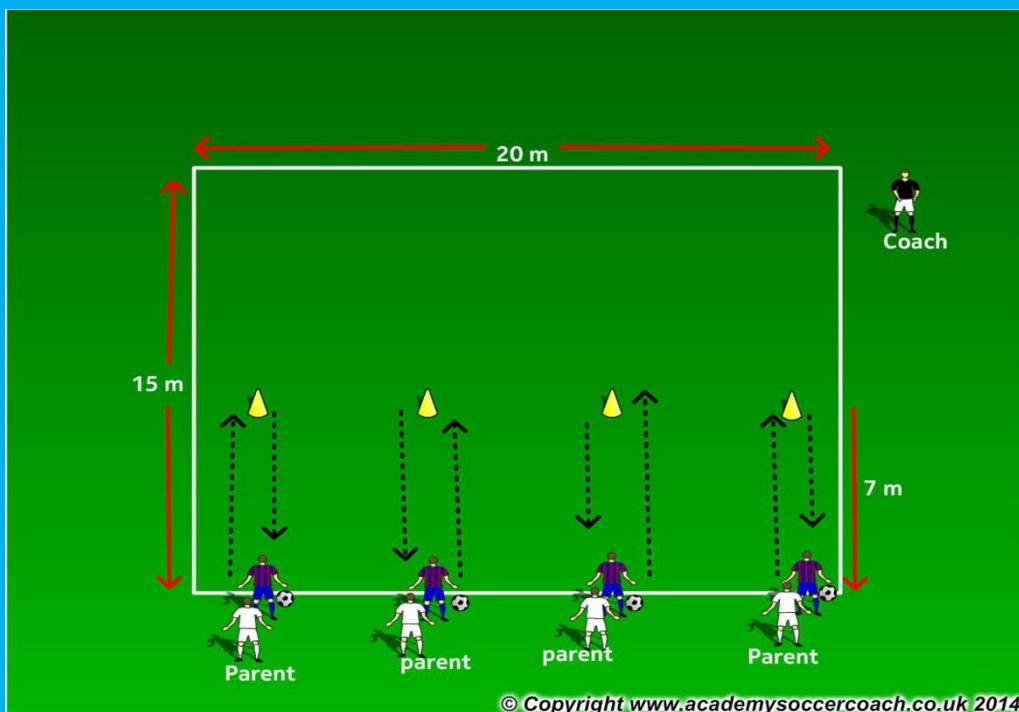 20 m
Coach
15 m
7 m
Parent
parent
parent
Parent
© Copyright www.academysoccercoach.co.uk 2014